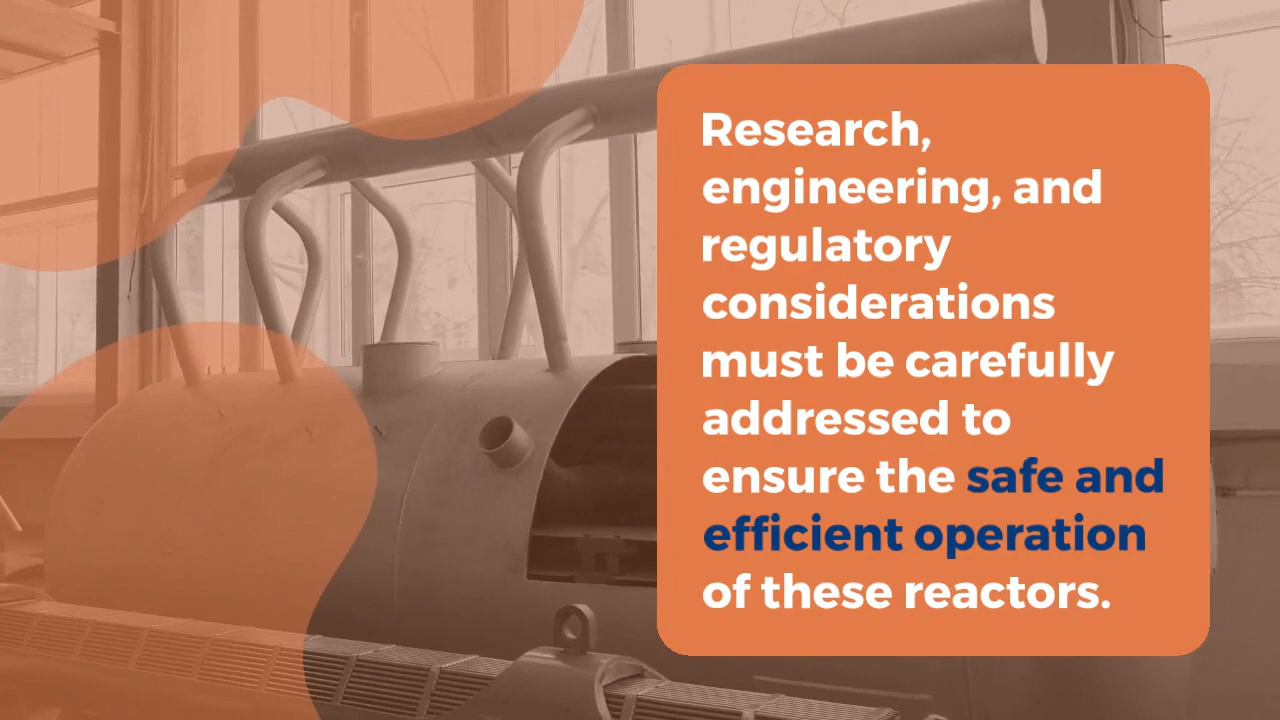 Research,
engineering, and
regulatory
considerations
must be carefully
addressed to
ensure the safe and
efficient operation
of these reactors.